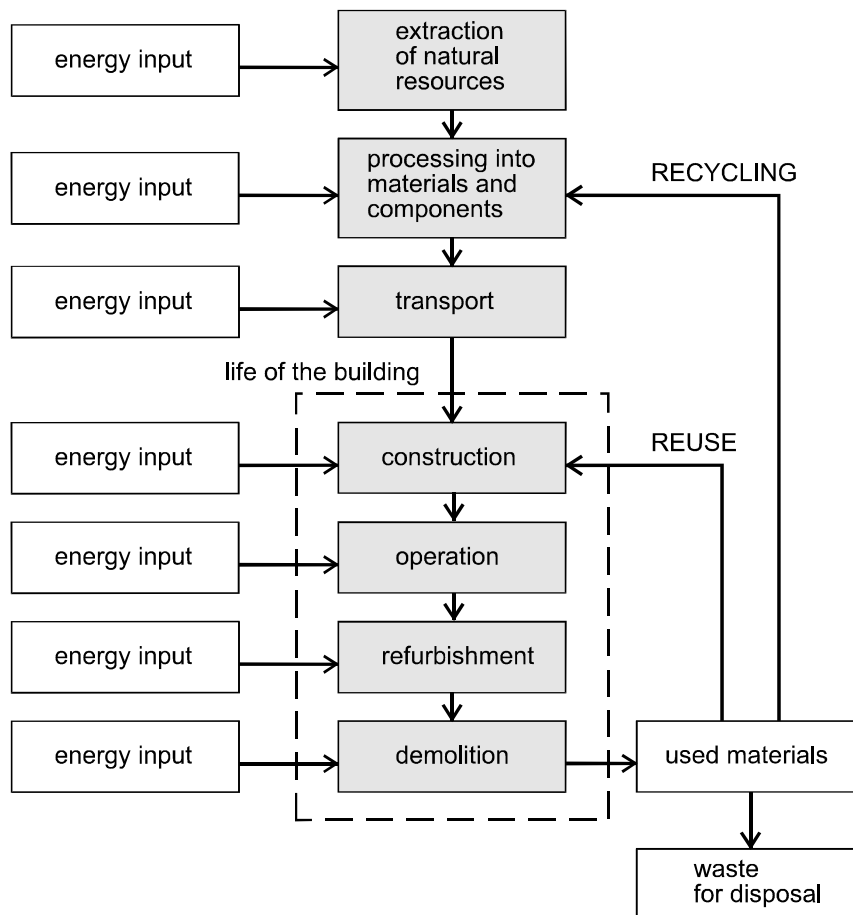 energy input
extraction
of natural
resources
energy input
processing into
materials and
components
RECYCLING
energy input
transport
life of the building
energy input
construction
REUSE
energy input
operation
energy input
refurbishment
energy input
demolition
used materials
waste
for disposal